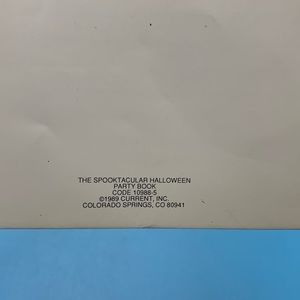 THE SPOOKTACULAR HALLOWEEN
PARTY BOOK
CODE 10988-5
©1989 CURRENT, INC.
COLORADO SPRINGS, CO 80941